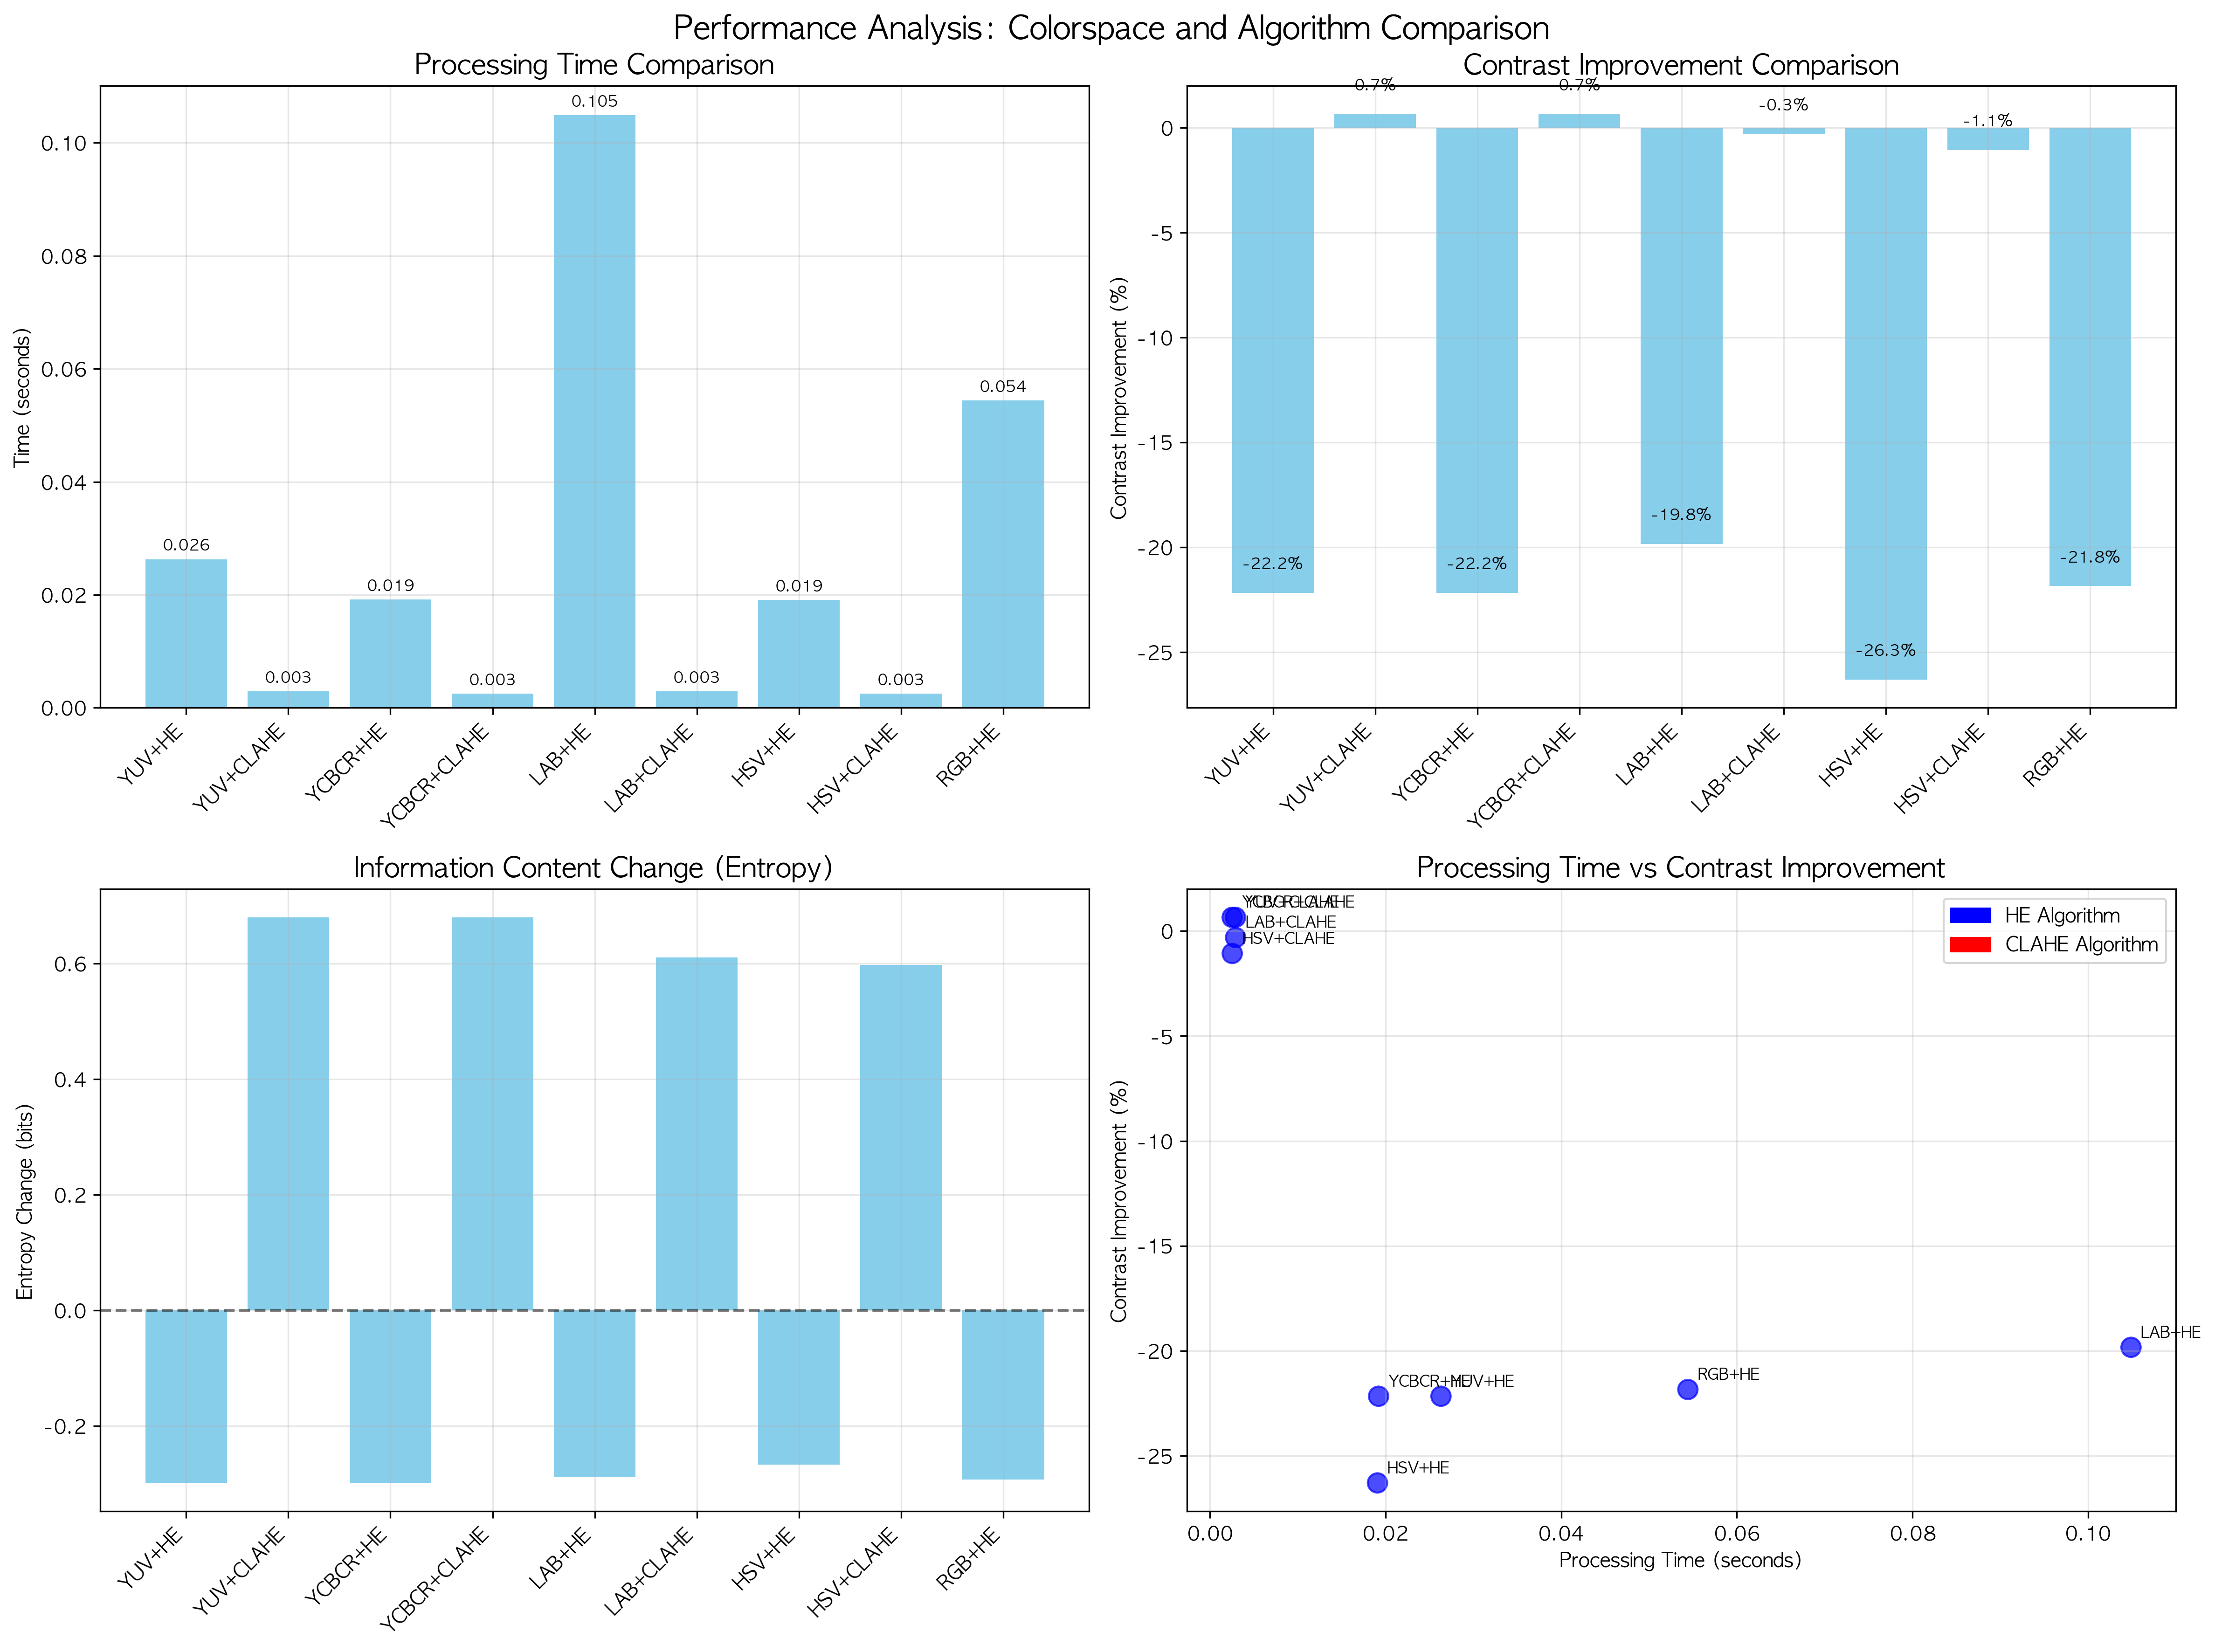 Performance Analysis: Colorspace and Algorithm Comparison
Processing Time Comparison
Time (seconds)
0.10
0.08
0.06
0.04
0.02
0.00
0.026
0.003
0.019
0.003
0.105
0.003
0.019
0.003
0.054
YUV+HE
YUV+CLAHE
YCBCR+HE
YCBCR+CLAHE
LAB+HE
LAB+CLAHE
HSV+HE
HSV+CLAHE
RGB+HE
Contrast Improvement Comparison
Contrast Improvement (%)
0
-5
-10
-15
-20
-25
-22.2%
0.7%
-22.2%
0.7%
-19.8%
-0.3%
-26.3%
-1.1%
-21.8%
YUV+HE
YUV+CLAHE
YCBCR+HE
YCBCR+CLAHE
LAB+HE
LAB+CLAHE
HSV+HE
HSV+CLAHE
RGB+HE
Information Content Change (Entropy)
Entropy Change (bits)
0.6
0.4
0.2
0.0
-0.2
YUV+HE
YUV+CLAHE
YCBCR+HE
YCBCR+CLAHE
LAB+HE
LAB+CLAHE
HSV+HE
HSV+CLAHE
RGB+HE
Processing Time vs Contrast Improvement
Contrast Improvement (%)
0
-5
-10
-15
-20
-25
YCBCR+CLAHE
YUV+CLAHE
LAB+CLAHE
HSV+CLAHE
HE Algorithm
CLAHE Algorithm
LAB+HE
RGB+HE
YCBCR+HE
YUV+HE
HSV+HE
0.00
0.02
0.04
0.06
0.08
0.10
Processing Time (seconds)